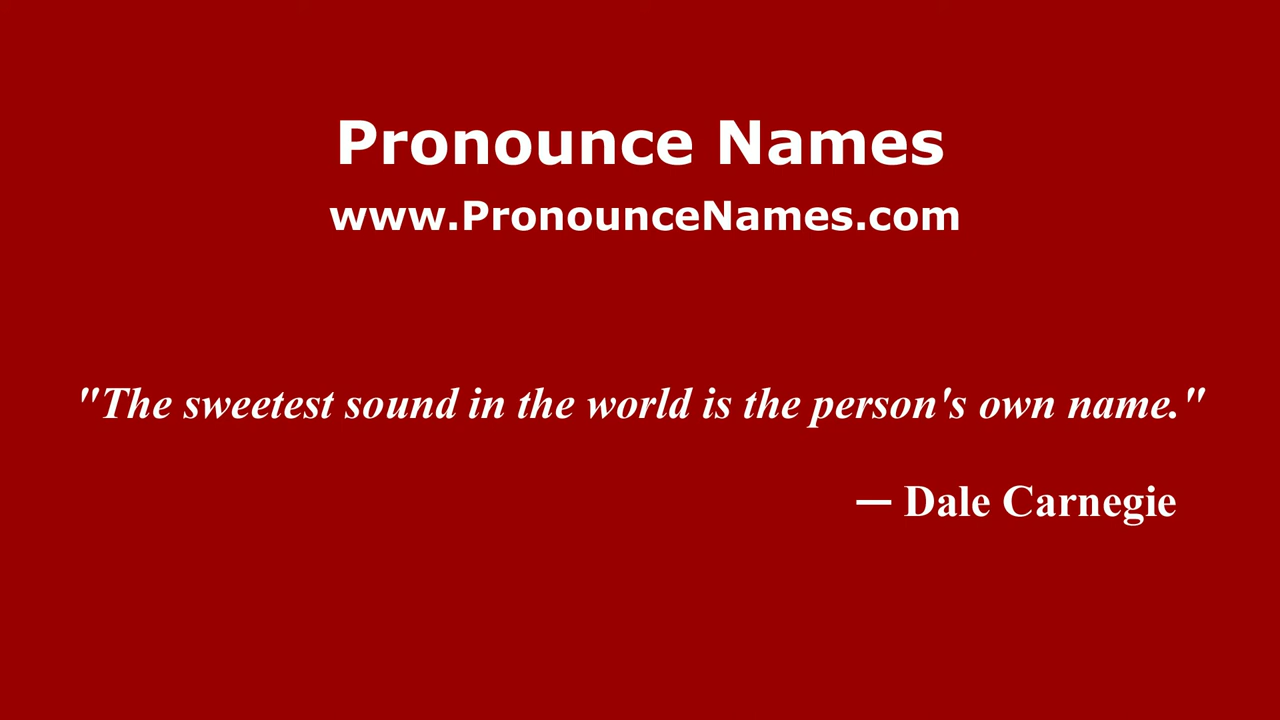 Pronounce Names
www.PronounceNames.com
"The sweetest sound in the world is the person's own name."
— Dale Carnegie